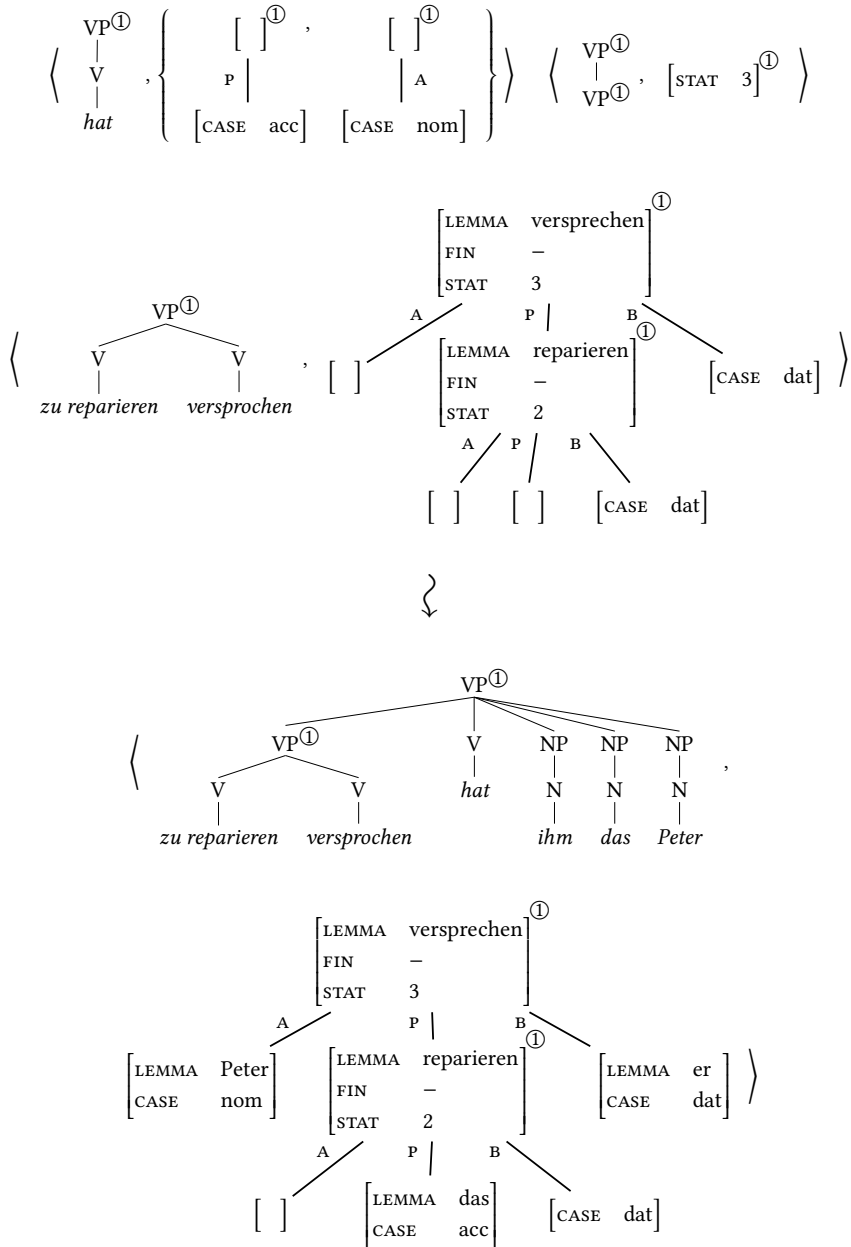 VP① [ ]① , [ ]①
⟨ V , { P A } ⟩ ⟨ VP① , [STAT 3]① ⟩
VP①
hat [CASE acc] [CASE nom]
[LEMMA versprechen]①
FIN –
STAT 3
VP① A P B
⟨ V V , [ ] [LEMMA reparieren]① [CASE dat] ⟩
FIN –
zu reparieren versprochen STAT 2
A P B
[ ] [ ] [CASE dat]
VP①
⟨ VP① V NP NP NP ,
V V hat N N N
zu reparieren versprochen ihm das Peter
[LEMMA versprechen]①
FIN –
STAT 3
A P B
[LEMMA Peter] [LEMMA reparieren]① [LEMMA er] ⟩
[CASE nom] FIN – [CASE dat]
STAT 2
A P B
[ ] [LEMMA das] [CASE dat]
[CASE acc]